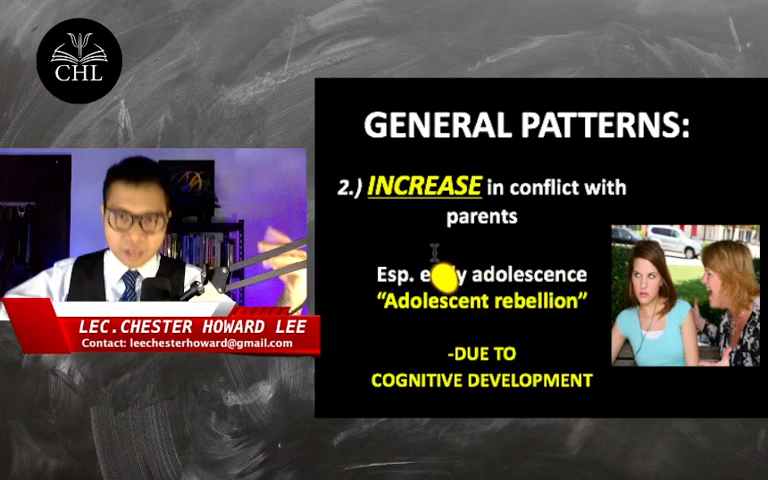 CHL
GENERAL PATTERNS:
2.) INCREASE in conflict with
parents
Esp. adolescence
“Adolescent rebellion”
-DUE TO
COGNITIVE DEVELOPMENT
LEC.CHESTER HOWARD LEE
Contact: leechesterhoward@gmail.com